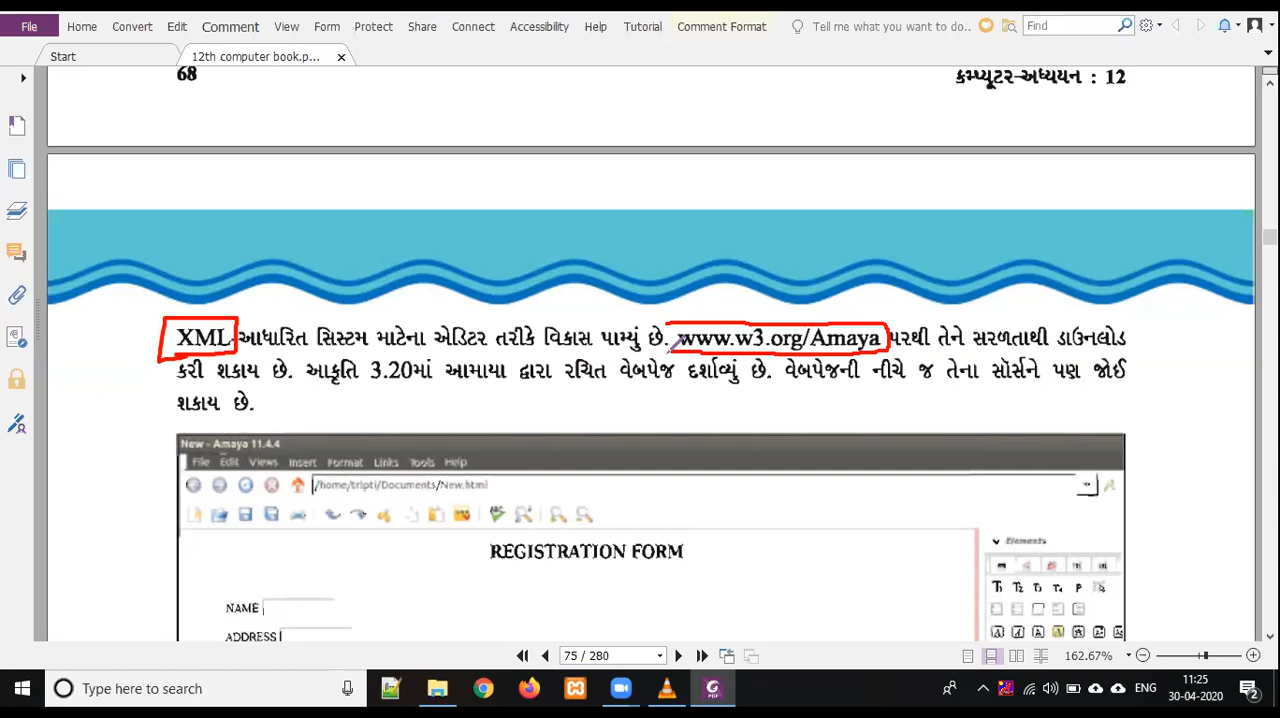 File Home Convert Edit Comment View Form Protect Share Connect Accessibility Help Tutorial Comment Format Tell me what you want to do.. Find
Start 12th computer book.p...
68 કમ્પ્યૂટર-અધ્યયન : 12
XML-આધારિત સિસ્ટમ માટેના એડિટર તરીકે વિકાસ પામ્યું છે. www.w3.org/Amaya પરથી તેને સરળતાથી ડાઉનલોડ
કરી શકાય છે. આકૃતિ 3.20માં આમાયા દ્વારા રચિત વેબપેજ દર્શાવ્યું છે. વેબપેજની નીચે જ તેના સૉર્સને પણ જોઈ
શકાય છે.
New - Amaya 11.4.4
File Edit Views Insert Format Links Tools Help
/home/tripti/Documents/New.html
REGISTRATION FORM
Elements
T1 T2 T3 T4 P
NAME
ADDRESS
75 / 280 162.67%
Type here to search ENG 11:25
30-04-2020 2